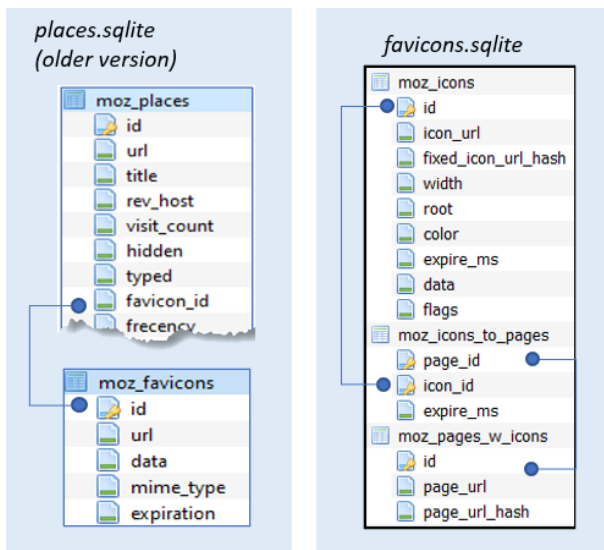 places.sqlite
(older version)
moz_places
id
url
title
rev_host
visit_count
hidden
typed
favicon_id
frecency
moz_favicons
id
url
data
mime_type
expiration
favicons.sqlite
moz_icons
id
icon_url
fixed_icon_url_hash
width
root
color
expire_ms
data
flags
moz_icons_to_pages
page_id
icon_id
expire_ms
moz_pages_w_icons
id
page_url
page_url_hash